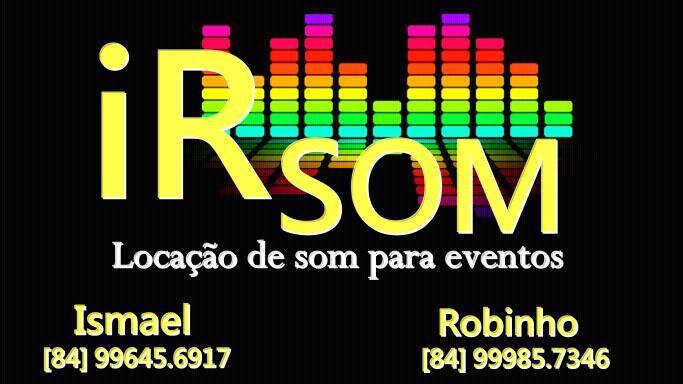 iR SOM
Locação de som para eventos
Ismael
[84] 99645.6917
Robinho
[84] 99985.7346